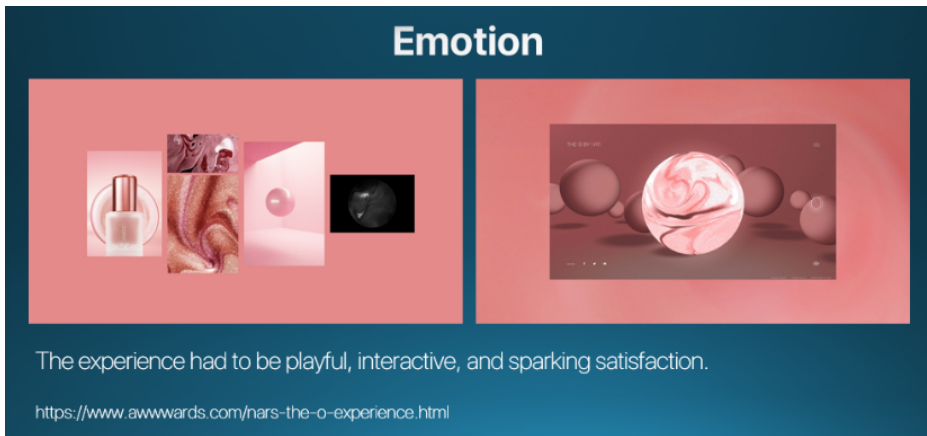 Emotion
The experience had to be playful, interactive, and sparking satisfaction.
https://www.awwwards.com/nars-the-o-experience.html